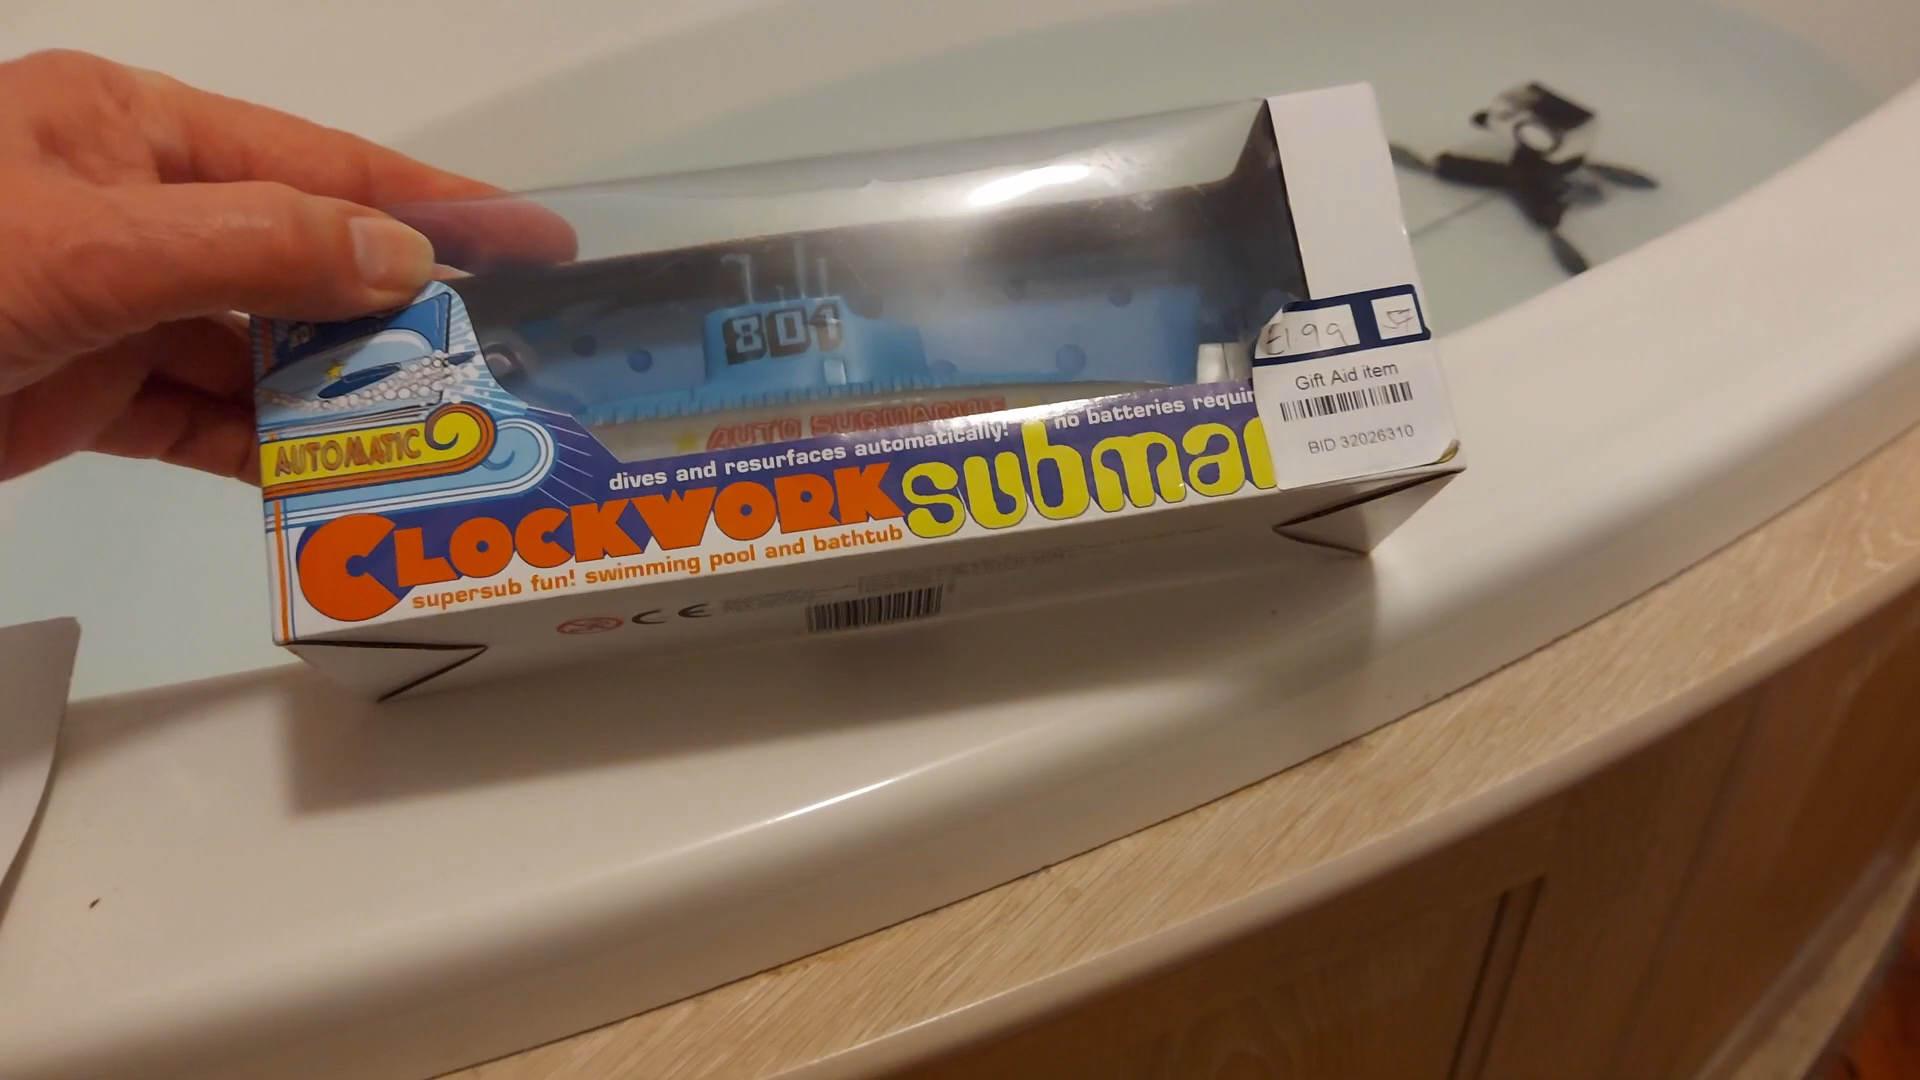 801
AUTO SUBMARINE
AUTOMATIC
dives and resurfaces automatically!
no batteries requir
CLOCKWORK submar
supersub fun! swimming pool and bathtub
CE
£1.99
57
Gift Aid item
BID 32026310